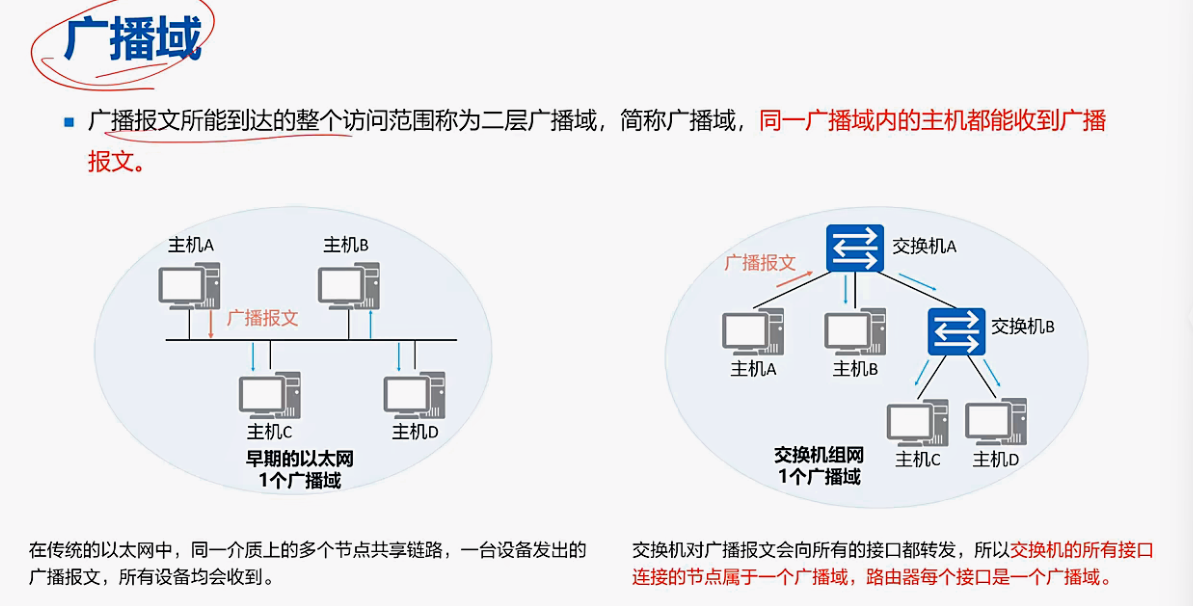 广播域
广播报文所能到达的整个访问范围称为二层广播域，简称广播域，同一广播域内的主机都能收到广播
报文。
主机A
主机B
广播报文
主机C
主机D
早期的以太网
1个广播域
交换机A
广播报文
交换机B
主机A
主机B
主机C
主机D
交换机组网
1个广播域
在传统的以太网中，同一介质上的多个节点共享链路，一台设备发出的
广播报文，所有设备均会收到。
交换机对广播报文会向所有的接口都转发，所以交换机的所有接口
连接的节点属于一个广播域，路由器每个接口是一个广播域。